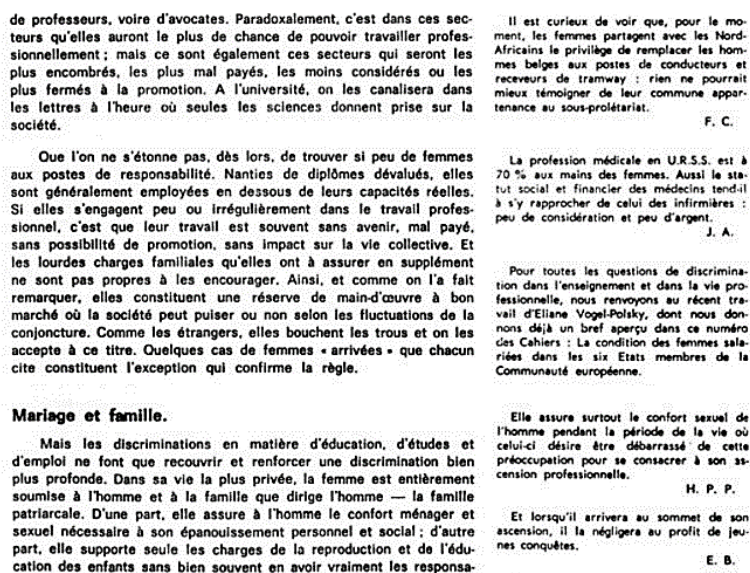 de professeurs, voire d'avocates. Paradoxalement, c'est dans ces sec-
teurs qu'elles auront le plus de chance de pouvoir travailler profes-
sionnellement ; mais ce sont également ces secteurs qui seront les
plus encombrés, les plus mal payés, les moins considérés ou les
plus fermés à la promotion. A l'université, on les canalisera dans
les lettres à l'heure où seules les sciences donnent prise sur la
société.
Que l'on ne s'étonne pas, dès lors, de trouver si peu de femmes
aux postes de responsabilité. Nanties de diplômes dévalués, elles
sont généralement employées en dessous de leurs capacités réelles.
Si elles s'engagent peu ou irrégulièrement dans le travail profes-
sionnel, c'est que leur travail est souvent sans avenir, mal payé,
sans possibilité de promotion, sans impact sur la vie collective. Et
les lourdes charges familiales qu'elles ont à assurer en supplément
ne sont pas propres à les encourager. Ainsi, et comme on l'a fait
remarquer, elles constituent une réserve de main-d'œuvre à bon
marché où la société peut puiser ou non selon les fluctuations de la
conjoncture. Comme les étrangers, elles bouchent les trous et on les
accepte à ce titre. Quelques cas de femmes « arrivées » que chacun
cite constituent l'exception qui confirme la règle.
Mariage et famille.
Mais les discriminations en matière d'éducation, d'études et
d'emploi ne font que recouvrir et renforcer une discrimination bien
plus profonde. Dans sa vie la plus privée, la femme est entièrement
soumise à l'homme et à la famille que dirige l'homme — la famille
patriarcale. D'une part, elle assure à l'homme le confort ménager et
sexuel nécessaire à son épanouissement personnel et social ; d'autre
part, elle supporte seule les charges de la reproduction et de l'édu-
cation des enfants sans bien souvent en avoir vraiment les responsa-
Il est curieux de voir que, pour le mo-
ment, les femmes partagent avec les Nord-
Africains le privilège de remplacer les hom-
mes belges aux postes de conducteurs et
receveurs de tramway : rien ne pourrait
mieux témoigner de leur commune appar-
tenance au sous-prolétariat.
F. C.
La profession médicale en U.R.S.S. est à
70 % aux mains des femmes. Aussi le sta-
tut social et financier des médecins tend-il
à s'y rapprocher de celui des infirmières :
peu de considération et peu d'argent.
J. A.
Pour toutes les questions de discrimina-
tion dans l'enseignement et dans la vie pro-
fessionnelle, nous renvoyons au récent tra-
vail d'Eliane Vogel-Polsky, dont nous don-
nons déjà un bref aperçu dans ce numéro
des Cahiers : La condition des femmes sala-
riées dans les six Etats membres de la
Communauté européenne.
Elle assure surtout le confort sexuel de
l'homme pendant la période de la vie où
celui-ci désire être débarrassé de cette
préoccupation pour se consacrer à son as-
cension professionnelle.
H. P. P.
Et lorsqu'il arrivera au sommet de son
ascension, il la négligera au profit de jeu-
nes conquêtes.
E. B.